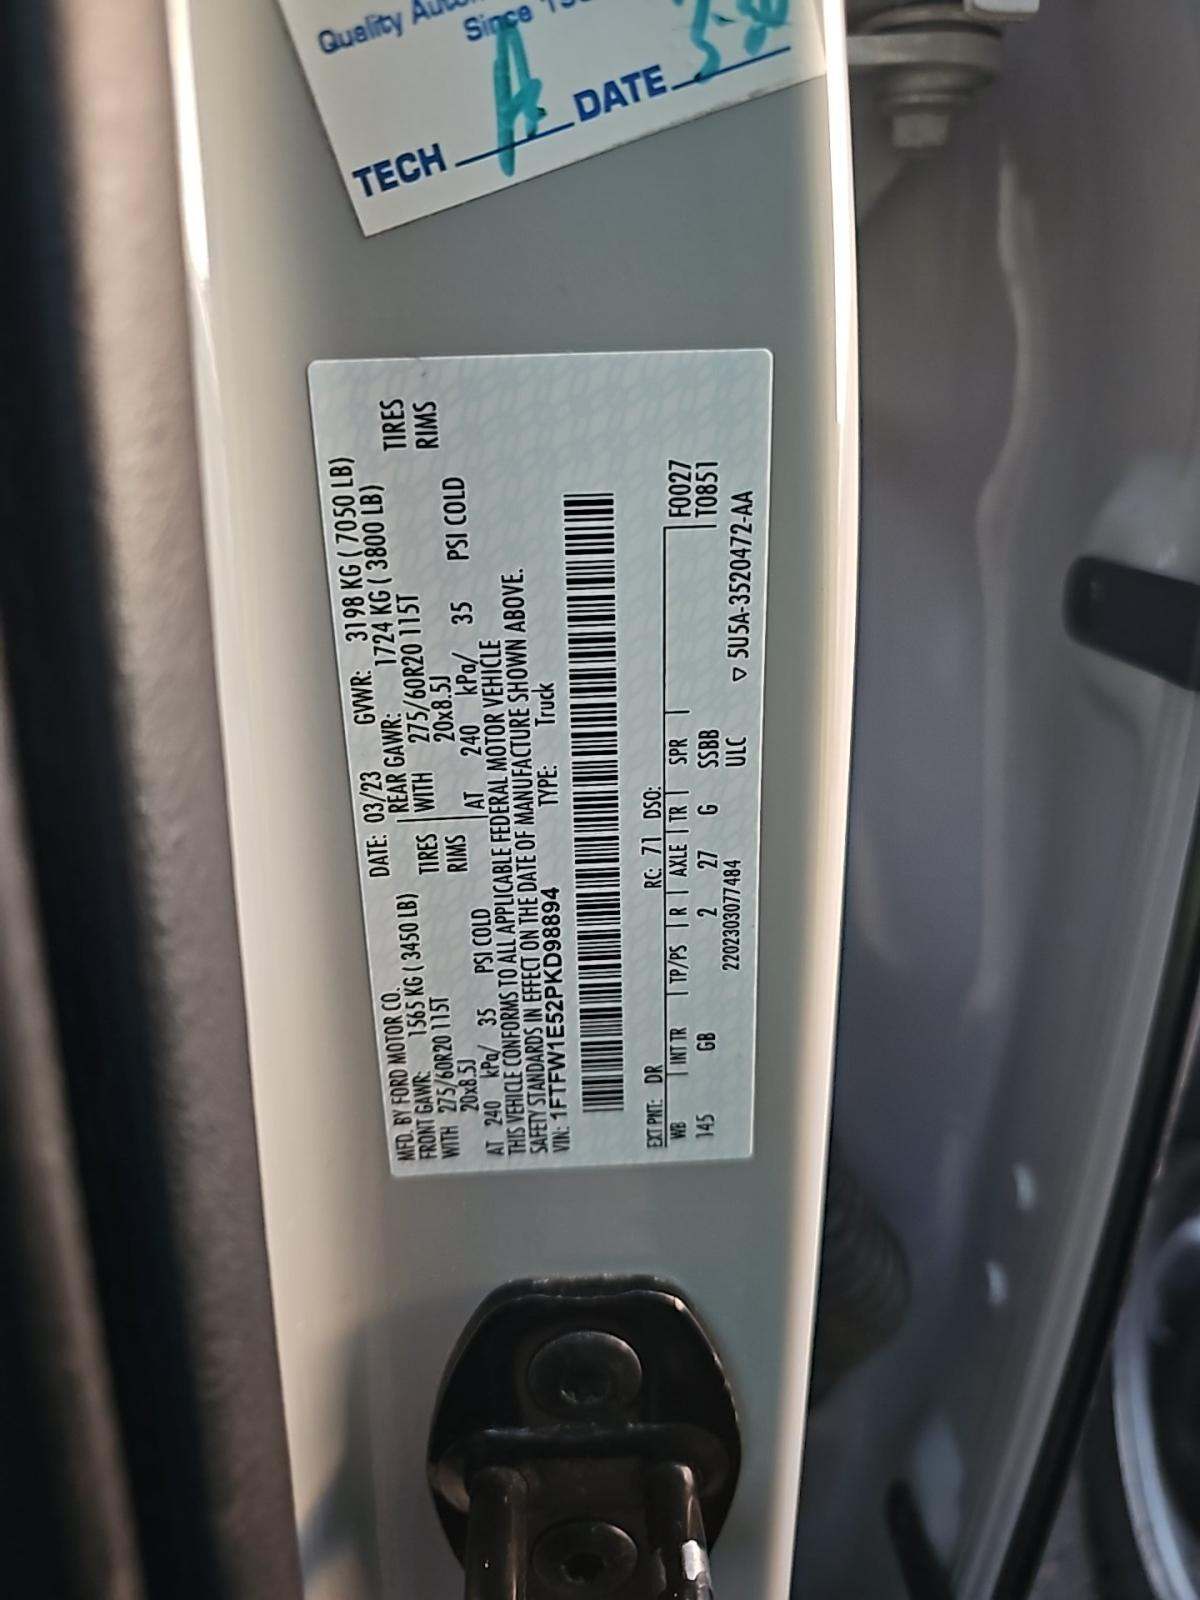 Quality
Since
TECH A DATE
MFD. BY FORD MOTOR CO.
DATE: 03/23 GVWR: 3198 KG ( 7050 LB)
FRONT GAWR: 1565 KG ( 3450 LB) REAR GAWR: 1724 KG ( 3800 LB)
WITH 275/60R20 115T TIRES WITH 275/60R20 115T TIRES
20x8.5J RIMS 20x8.5J RIMS
AT 240 kPa/ 35 PSI COLD AT 240 kPa/ 35 PSI COLD
THIS VEHICLE CONFORMS TO ALL APPLICABLE FEDERAL MOTOR VEHICLE
SAFETY STANDARDS IN EFFECT ON THE DATE OF MANUFACTURE SHOWN ABOVE.
VIN: 1FTFW1E52PKD98894 TYPE: Truck
EXT PNT: DR RC: 71 DSO: F0027
WB INT TR TP/PS R AXLE TR SPR T0851
145 GB 2 27 G SSBB
2202303077484 ULC ▽ 5U5A-3520472-AA